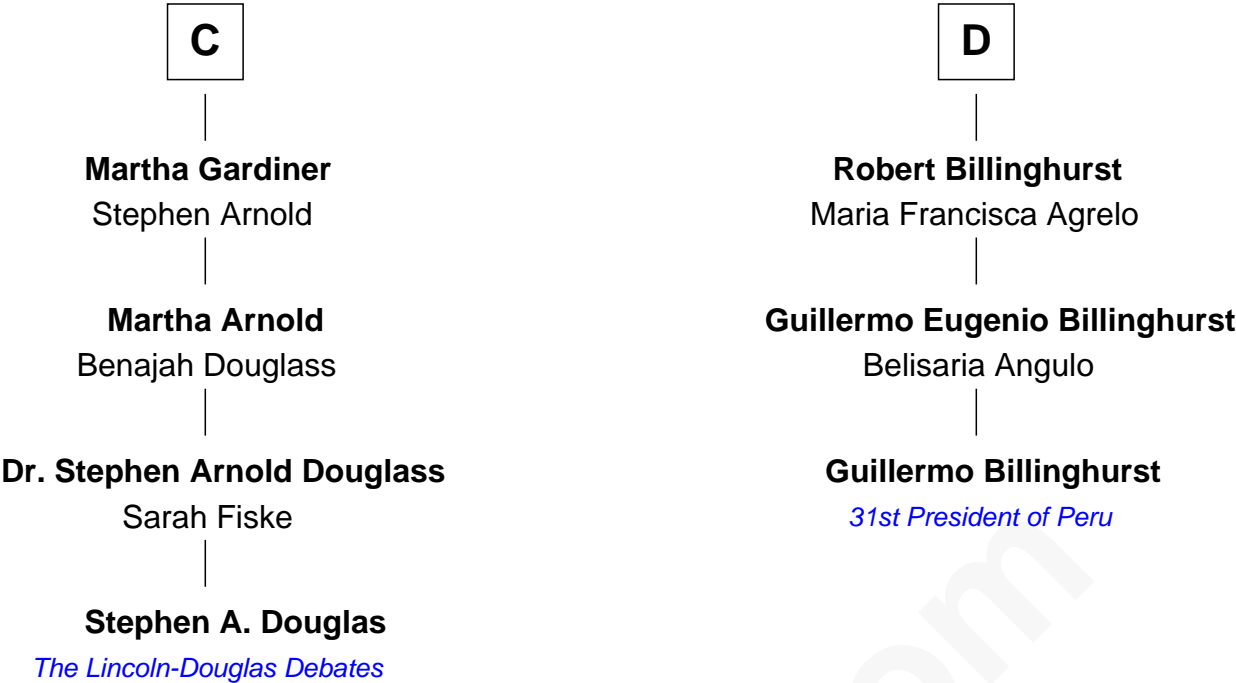 C
Martha Gardiner
Stephen Arnold
Martha Arnold
Benajah Douglass
Dr. Stephen Arnold Douglass
Sarah Fiske
Stephen A. Douglas
The Lincoln-Douglas Debates
D
Robert Billinghurst
Maria Francisca Agrelo
Guillermo Eugenio Billinghurst
Belisaria Angulo
Guillermo Billinghurst
31st President of Peru
om